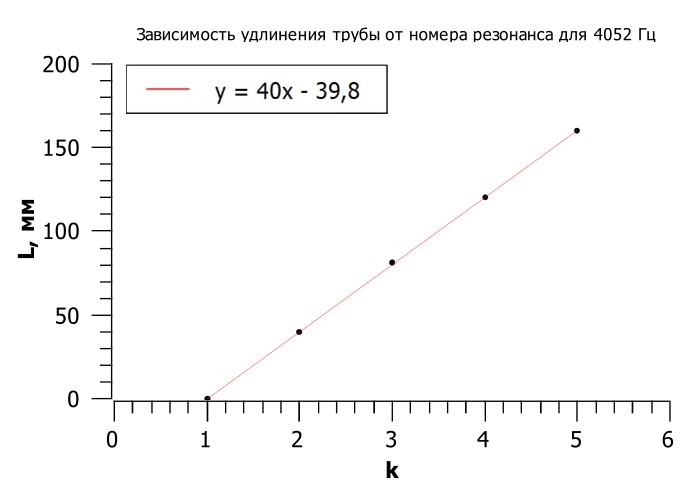 Зависимость удлинения трубы от номера резонанса для 4052 Гц
y = 40x - 39,8
200
150
100
50
0
L, мм
0 1 2 3 4 5 6
k